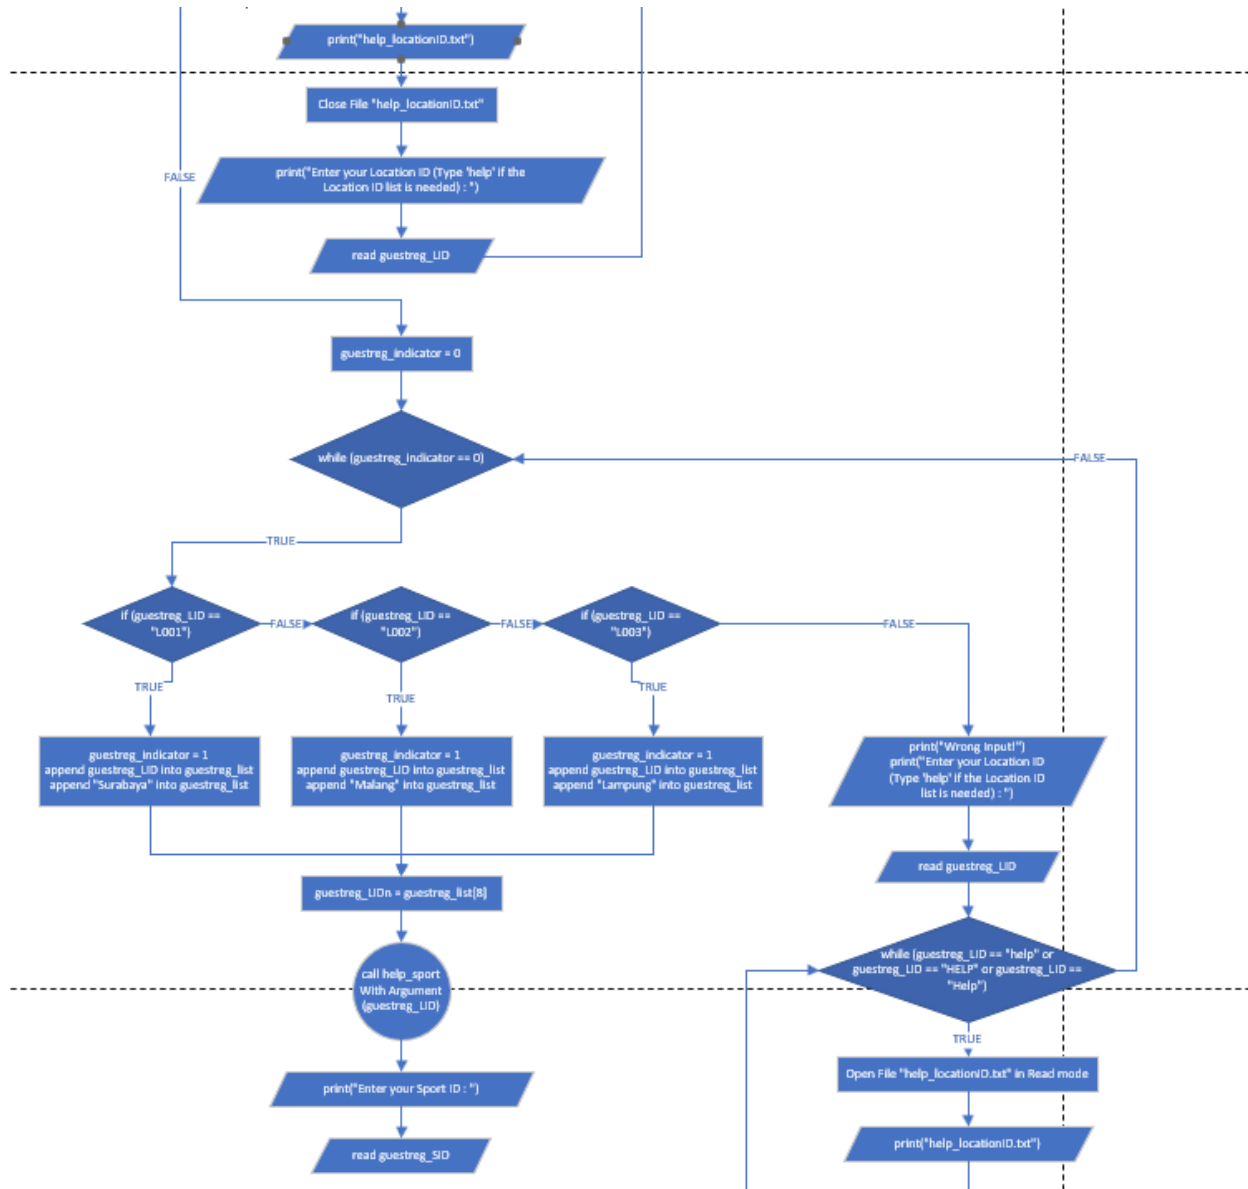 print("help_locationID.txt")
Close File "help_locationID.txt"
FALSE
print("Enter your Location ID (Type 'help' if the
Location ID list is needed) : ")
read guestreg_LID
guestreg_indicator = 0
while (guestreg_indicator == 0)
FALSE
TRUE
if (guestreg_LID ==
"L001")
FALSE
if (guestreg_LID ==
"L002")
FALSE
if (guestreg_LID ==
"L003")
FALSE
TRUE
TRUE
TRUE
guestreg_indicator = 1
append guestreg_LID into guestreg_list
append "Surabaya" into guestreg_list
guestreg_indicator = 1
append guestreg_LID into guestreg_list
append "Malang" into guestreg_list
guestreg_indicator = 1
append guestreg_LID into guestreg_list
append "Lampung" into guestreg_list
print("Wrong Input!")
print("Enter your Location ID
(Type 'help' if the Location ID
list is needed) : ")
read guestreg_LID
guestreg_LIDn = guestreg_list[8]
call help_sport
With Argument
(guestreg_LID)
while (guestreg_LID == "help" or
guestreg_LID == "HELP" or guestreg_LID ==
"Help")
TRUE
Open File "help_locationID.txt" in Read mode
print("Enter your Sport ID : ")
print("help_locationID.txt")
read guestreg_SID